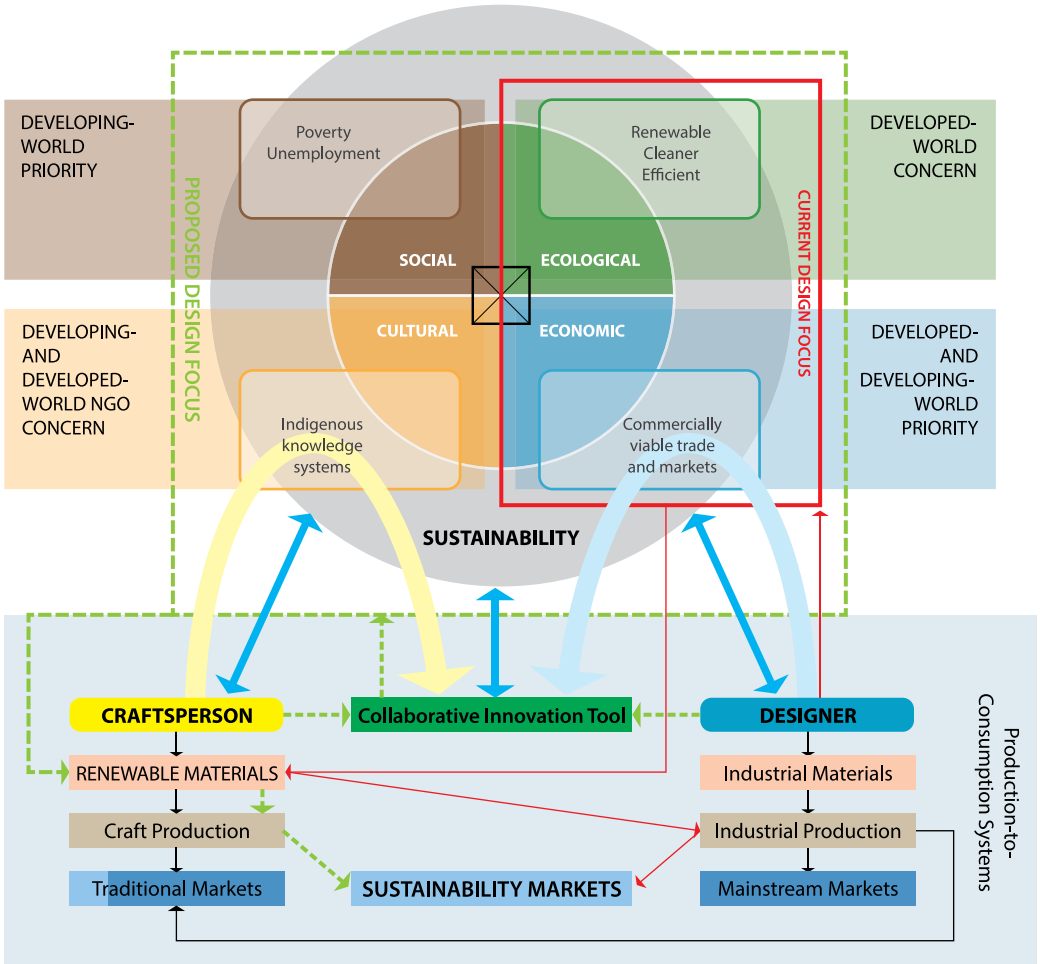 DEVELOPING-
WORLD
PRIORITY
Poverty
Unemployment
Renewable
Cleaner
Efficient
DEVELOPED-
WORLD
CONCERN
PROPOSED DESIGN FOCUS
CURRENT DESIGN FOCUS
SOCIAL
ECOLOGICAL
CULTURAL
ECONOMIC
DEVELOPING-
AND
DEVELOPED-
WORLD NGO
CONCERN
DEVELOPED-
AND
DEVELOPING-
WORLD
PRIORITY
Indigenous
knowledge
systems
Commercially
viable trade
and markets
SUSTAINABILITY
CRAFTSPERSON
Collaborative Innovation Tool
DESIGNER
RENEWABLE MATERIALS
Industrial Materials
Craft Production
Industrial Production
Traditional Markets
SUSTAINABILITY MARKETS
Mainstream Markets
Production-to-
Consumption Systems